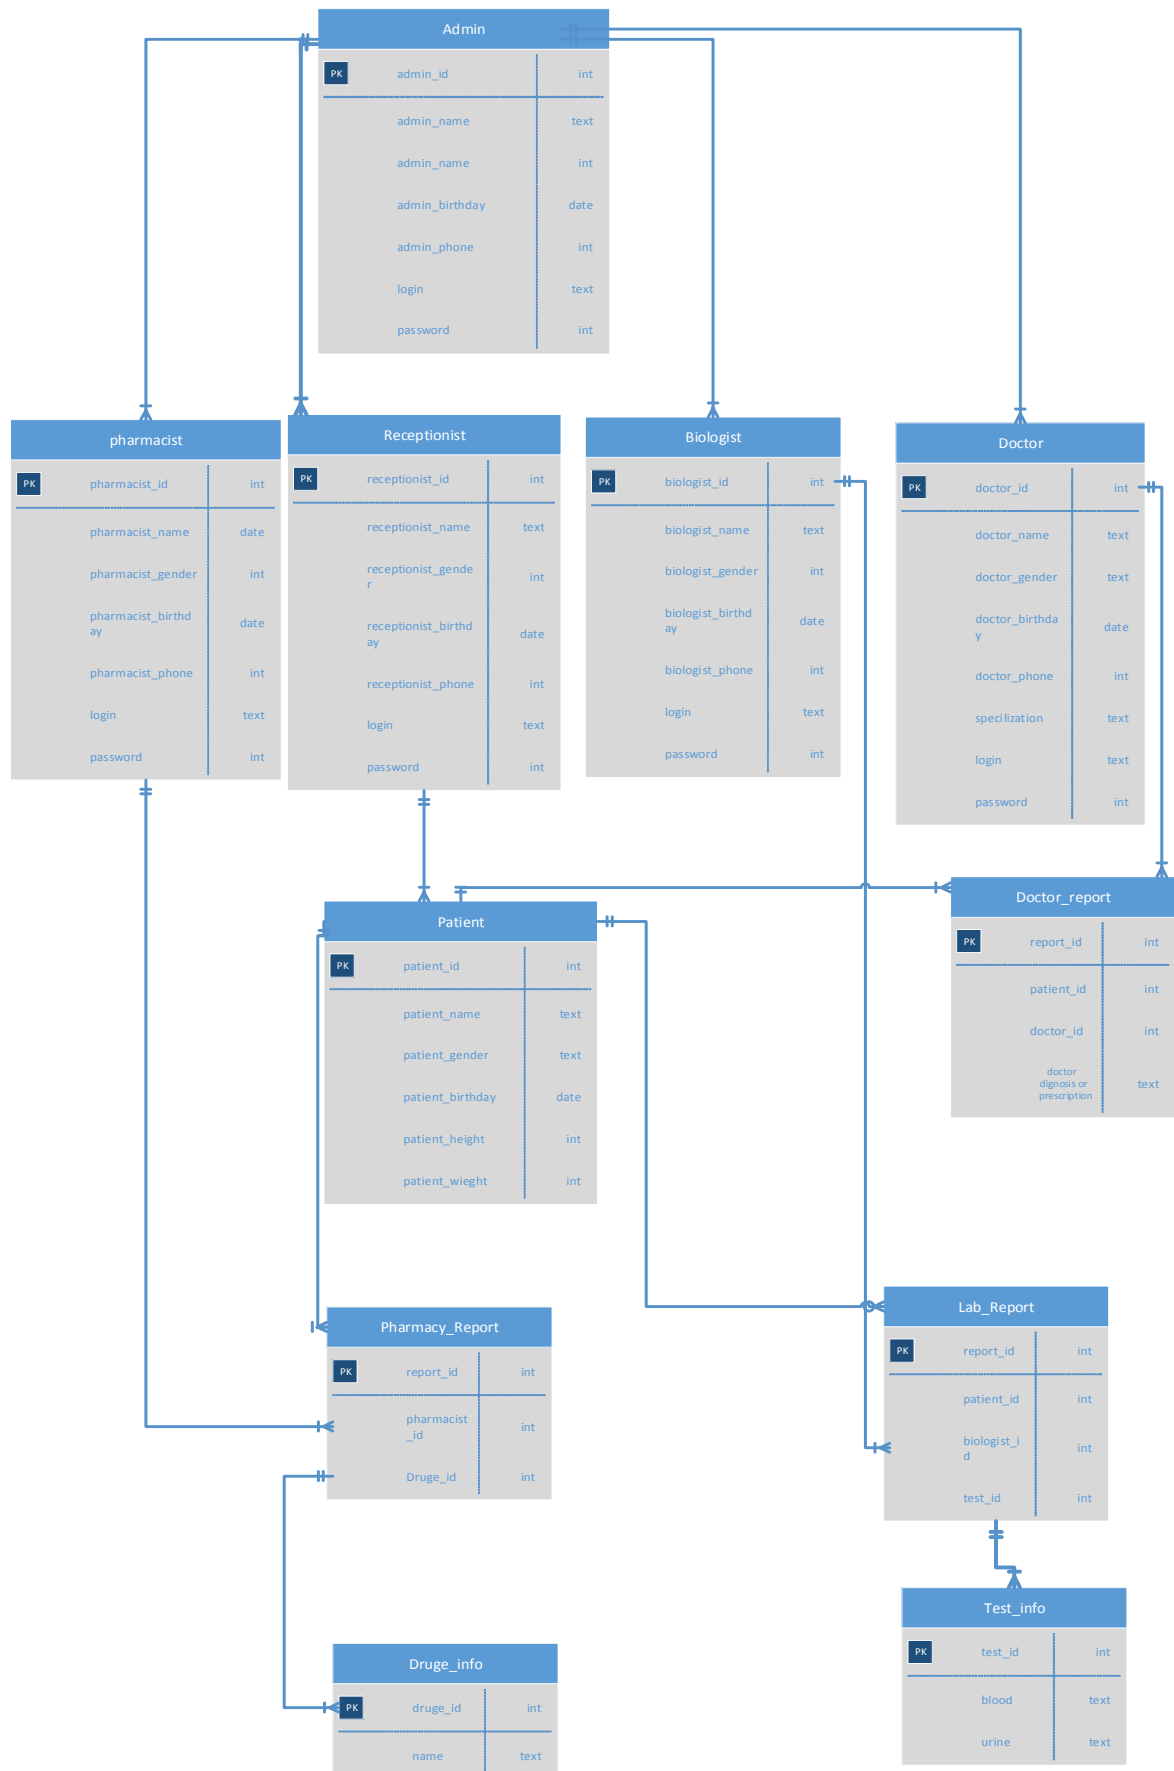 Admin
PK admin_id int
admin_name text
admin_name int
admin_birthday date
admin_phone int
login text
password int
pharmacist
PK pharmacist_id int
pharmacist_name date
pharmacist_gender int
pharmacist_birthd
ay date
pharmacist_phone int
login text
password int
Receptionist
PK receptionist_id int
receptionist_name text
receptionist_gende
r int
receptionist_birthd
ay date
receptionist_phone int
login text
password int
Biologist
PK biologist_id int
biologist_name text
biologist_gender int
biologist_birthd
ay date
biologist_phone int
login text
password int
Doctor
PK doctor_id int
doctor_name text
doctor_gender text
doctor_birthda
y date
doctor_phone int
specilization text
login text
password int
Patient
PK patient_id int
patient_name text
patient_gender text
patient_birthday date
patient_height int
patient_wieght int
Doctor_report
PK report_id int
patient_id int
doctor_id int
doctor
dignosis or text
prescription
Pharmacy_Report
PK report_id int
pharmacist
_id int
Druge_id int
Lab_Report
PK report_id int
patient_id int
biologist_i
d int
test_id int
Druge_info
PK druge_id int
name text
Test_info
PK test_id int
blood text
urine text